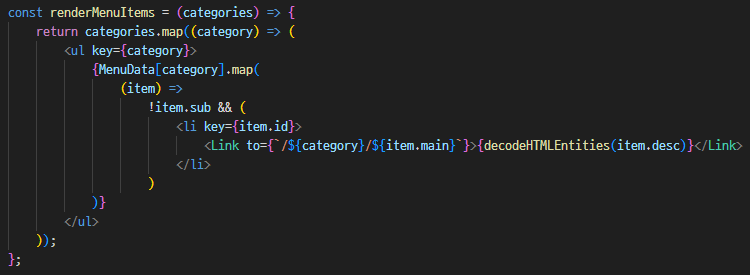 const renderMenuItems = (categories) => {
    return categories.map((category) => (
        <ul key={category}>
            {MenuData[category].map(
                (item) =>
                    !item.sub && (
                        <li key={item.id}>
                            <Link to={`/${category}/${item.main}`}>{decodeHTMLEntities(item.desc)}</Link>
                        </li>
                    )
            )}
        </ul>
    ));
};